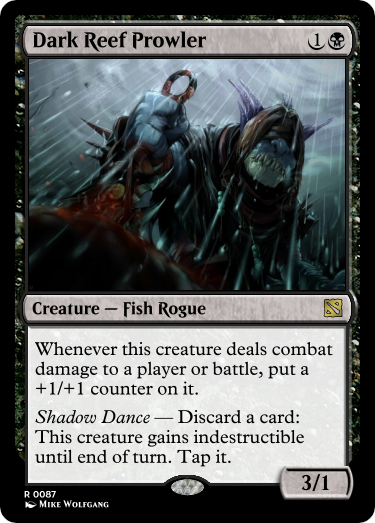 Dark Reef Prowler 1
Creature — Fish Rogue
Whenever this creature deals combat
damage to a player or battle, put a
+1/+1 counter on it.
Shadow Dance — Discard a card:
This creature gains indestructible
until end of turn. Tap it.
3/1
R 0087
Mike Wolfgang